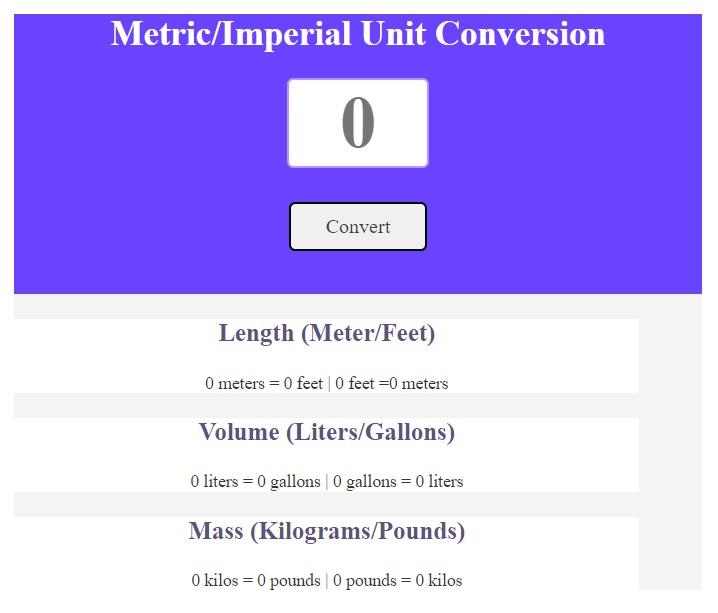 Metric/Imperial Unit Conversion
0
Convert
Length (Meter/Feet)
0 meters = 0 feet | 0 feet =0 meters
Volume (Liters/Gallons)
0 liters = 0 gallons | 0 gallons = 0 liters
Mass (Kilograms/Pounds)
0 kilos = 0 pounds | 0 pounds = 0 kilos